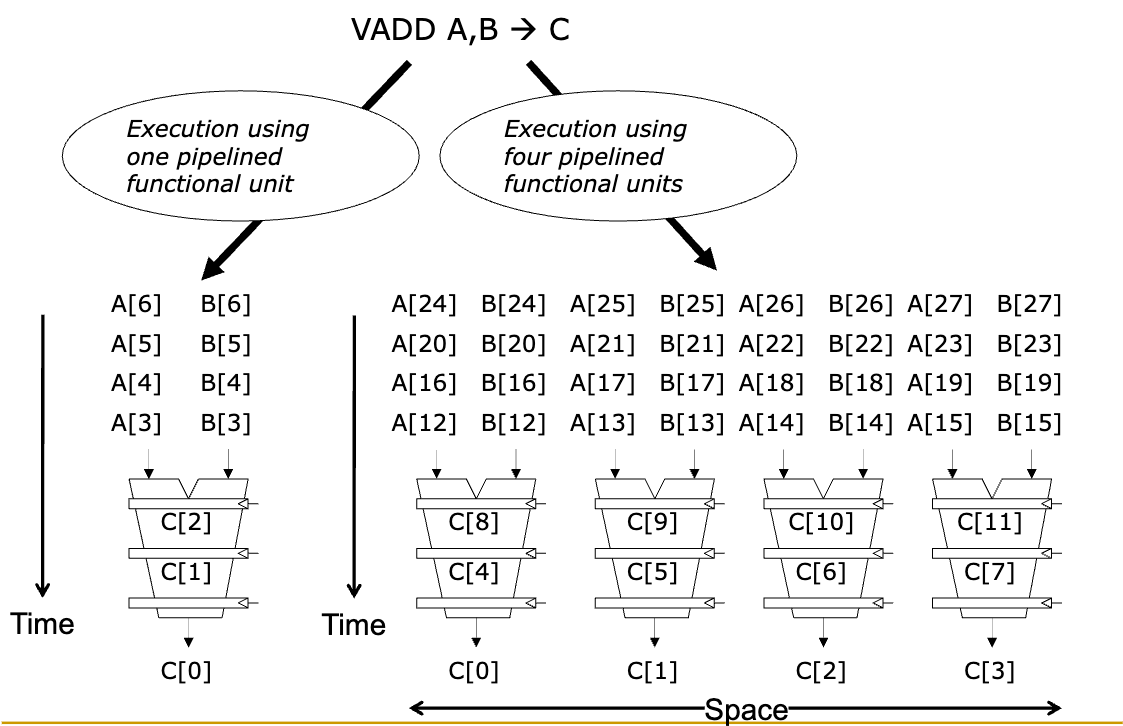 VADD A,B → C
Execution using
one pipelined
functional unit
Execution using
four pipelined
functional units
A[6] B[6]
A[5] B[5]
A[4] B[4]
A[3] B[3]
C[2]
C[1]
C[0]
Time
A[24] B[24] A[25] B[25] A[26] B[26] A[27] B[27]
A[20] B[20] A[21] B[21] A[22] B[22] A[23] B[23]
A[16] B[16] A[17] B[17] A[18] B[18] A[19] B[19]
A[12] B[12] A[13] B[13] A[14] B[14] A[15] B[15]
C[8] C[9] C[10] C[11]
C[4] C[5] C[6] C[7]
Time
C[0] C[1] C[2] C[3]
Space